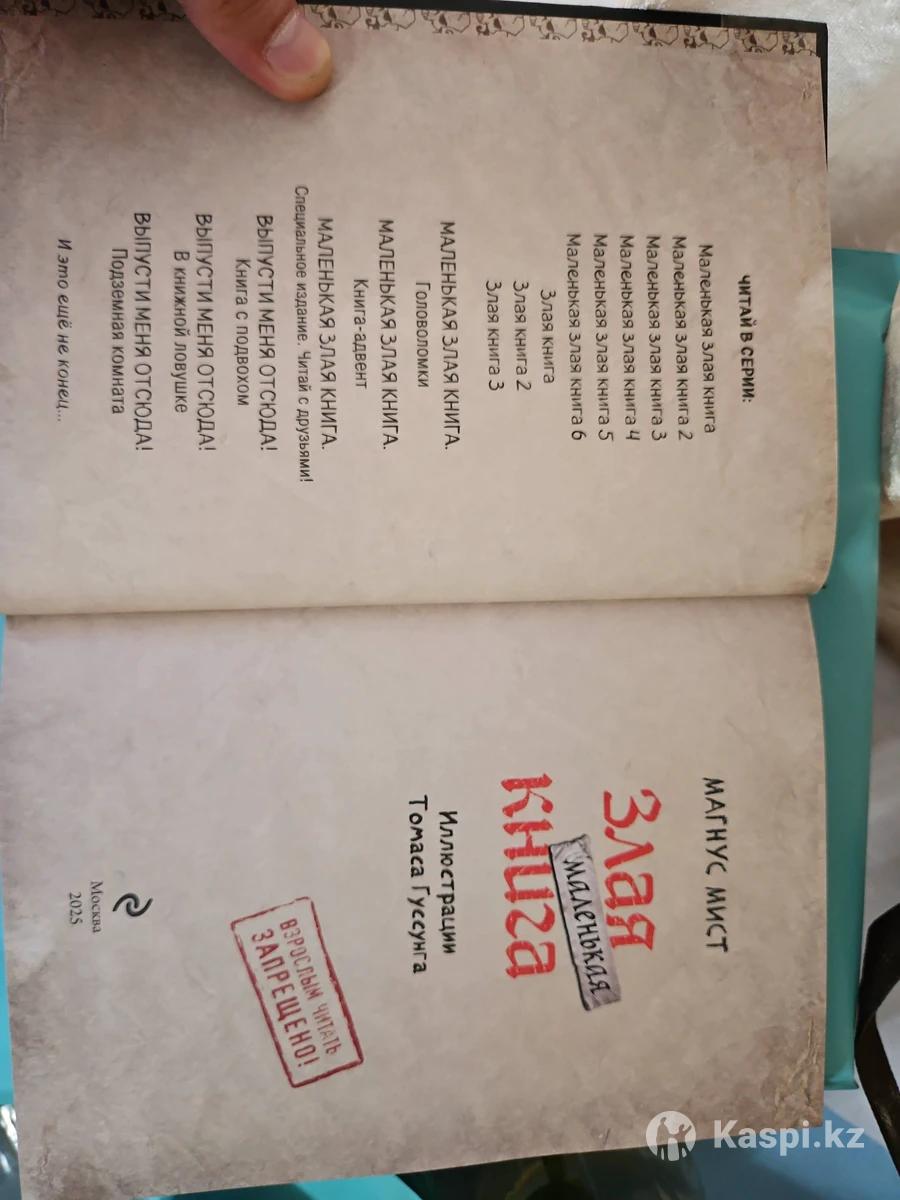 ЧИТАЙ В СЕРИИ:
Маленькая злая книга
Маленькая злая книга 2
Маленькая злая книга 3
Маленькая злая книга 4
Маленькая злая книга 5
Маленькая злая книга 6
Злая книга
Злая книга 2
Злая книга 3
МАЛЕНЬКАЯ ЗЛАЯ КНИГА.
Головоломки
МАЛЕНЬКАЯ ЗЛАЯ КНИГА.
Книга-адвент
МАЛЕНЬКАЯ ЗЛАЯ КНИГА.
Специальное издание. Читай с друзьями!
ВЫПУСТИ МЕНЯ ОТСЮДА!
Книга с подвохом
ВЫПУСТИ МЕНЯ ОТСЮДА!
В книжной ловушке
ВЫПУСТИ МЕНЯ ОТСЮДА!
Подземная комната
И это ещё не конец...
МАГНУС МИСТ
Злая
маленькая
книга
Иллюстрации
Томаса Гуссунга
ВЗРОСЛЫМ ЧИТАТЬ
ЗАПРЕЩЕНО!
Москва
2025
Kaspi.kz